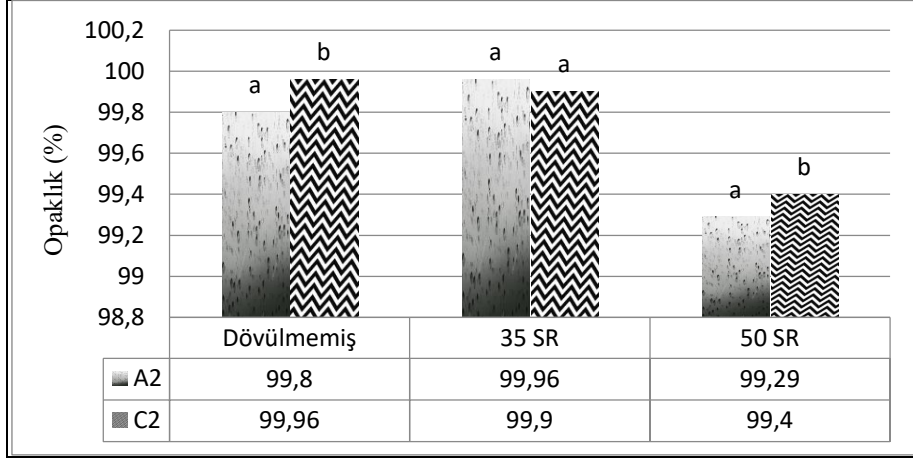 Opaklık (%)
100,2
100
99,8
99,6
99,4
99,2
99
98,8
a b a a a b
Dövülmemiş 35 SR 50 SR
A2 99,8 99,96 99,29
C2 99,96 99,9 99,4